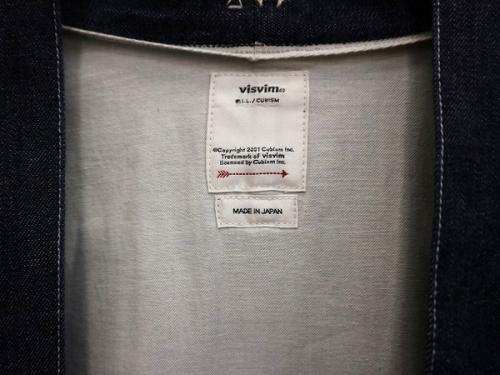 visvim®
F.I.L./CUBISM
©Copyright 2001 Cubism Inc.
Trademark of visvim
licensed by Cubism Inc.
MADE IN JAPAN